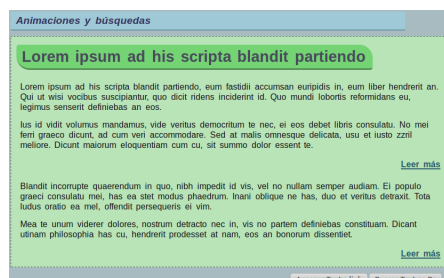 Animaciones y búsquedas
Lorem ipsum ad his scripta blandit partiendo
Lorem ipsum ad his scripta blandit partiendo, eum fastidii accumsan euripidis in, eum liber hendrerit an.
Qui ut wisi vocibus suscipiantur, quo dicit ridens inciderint id. Quo mundi lobortis reformidans eu,
legimus senserit definiebas an eos.
Ius id vidit volumus mandamus, vide veritus democritum te nec, ei eos debet libris consulatu. No mei
ferri graeco dicunt, ad cum veri accommodare. Sed at malis omnesque delicata, usu et iusto zzril
meliore. Dicunt maiorum eloquentiam cum cu, sit summo dolor essent te.
Leer más
Blandit incorrupte quaerendum in quo, nibh impedit id vis, vel no nullam semper audiam. Ei populo
graeci consulatu mei, has ea stet modus phaedrum. Inani oblique ne has, duo et veritus detraxit. Tota
ludus oratio ea mel, offendit persequeris ei vim.
Mea te unum viderer dolores, nostrum detracto nec in, vis no partem definiebas constituam. Dicant
utinam philosophia has cu, hendrerit prodesset at nam, eos an bonorum dissentiet.
Leer más